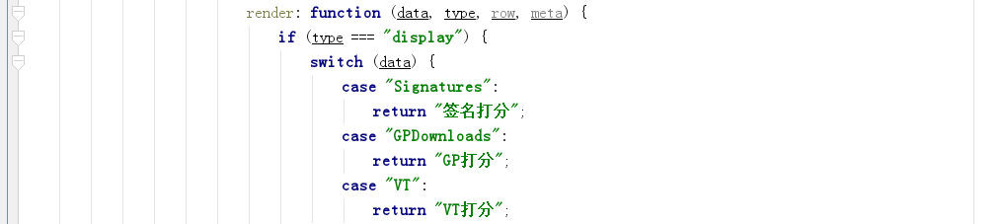 render: function (data, type, row, meta) {
if (type === "display") {
switch (data) {
case "Signatures":
return "签名打分";
case "GPDownloads":
return "GP打分";
case "VT":
return "VT打分";